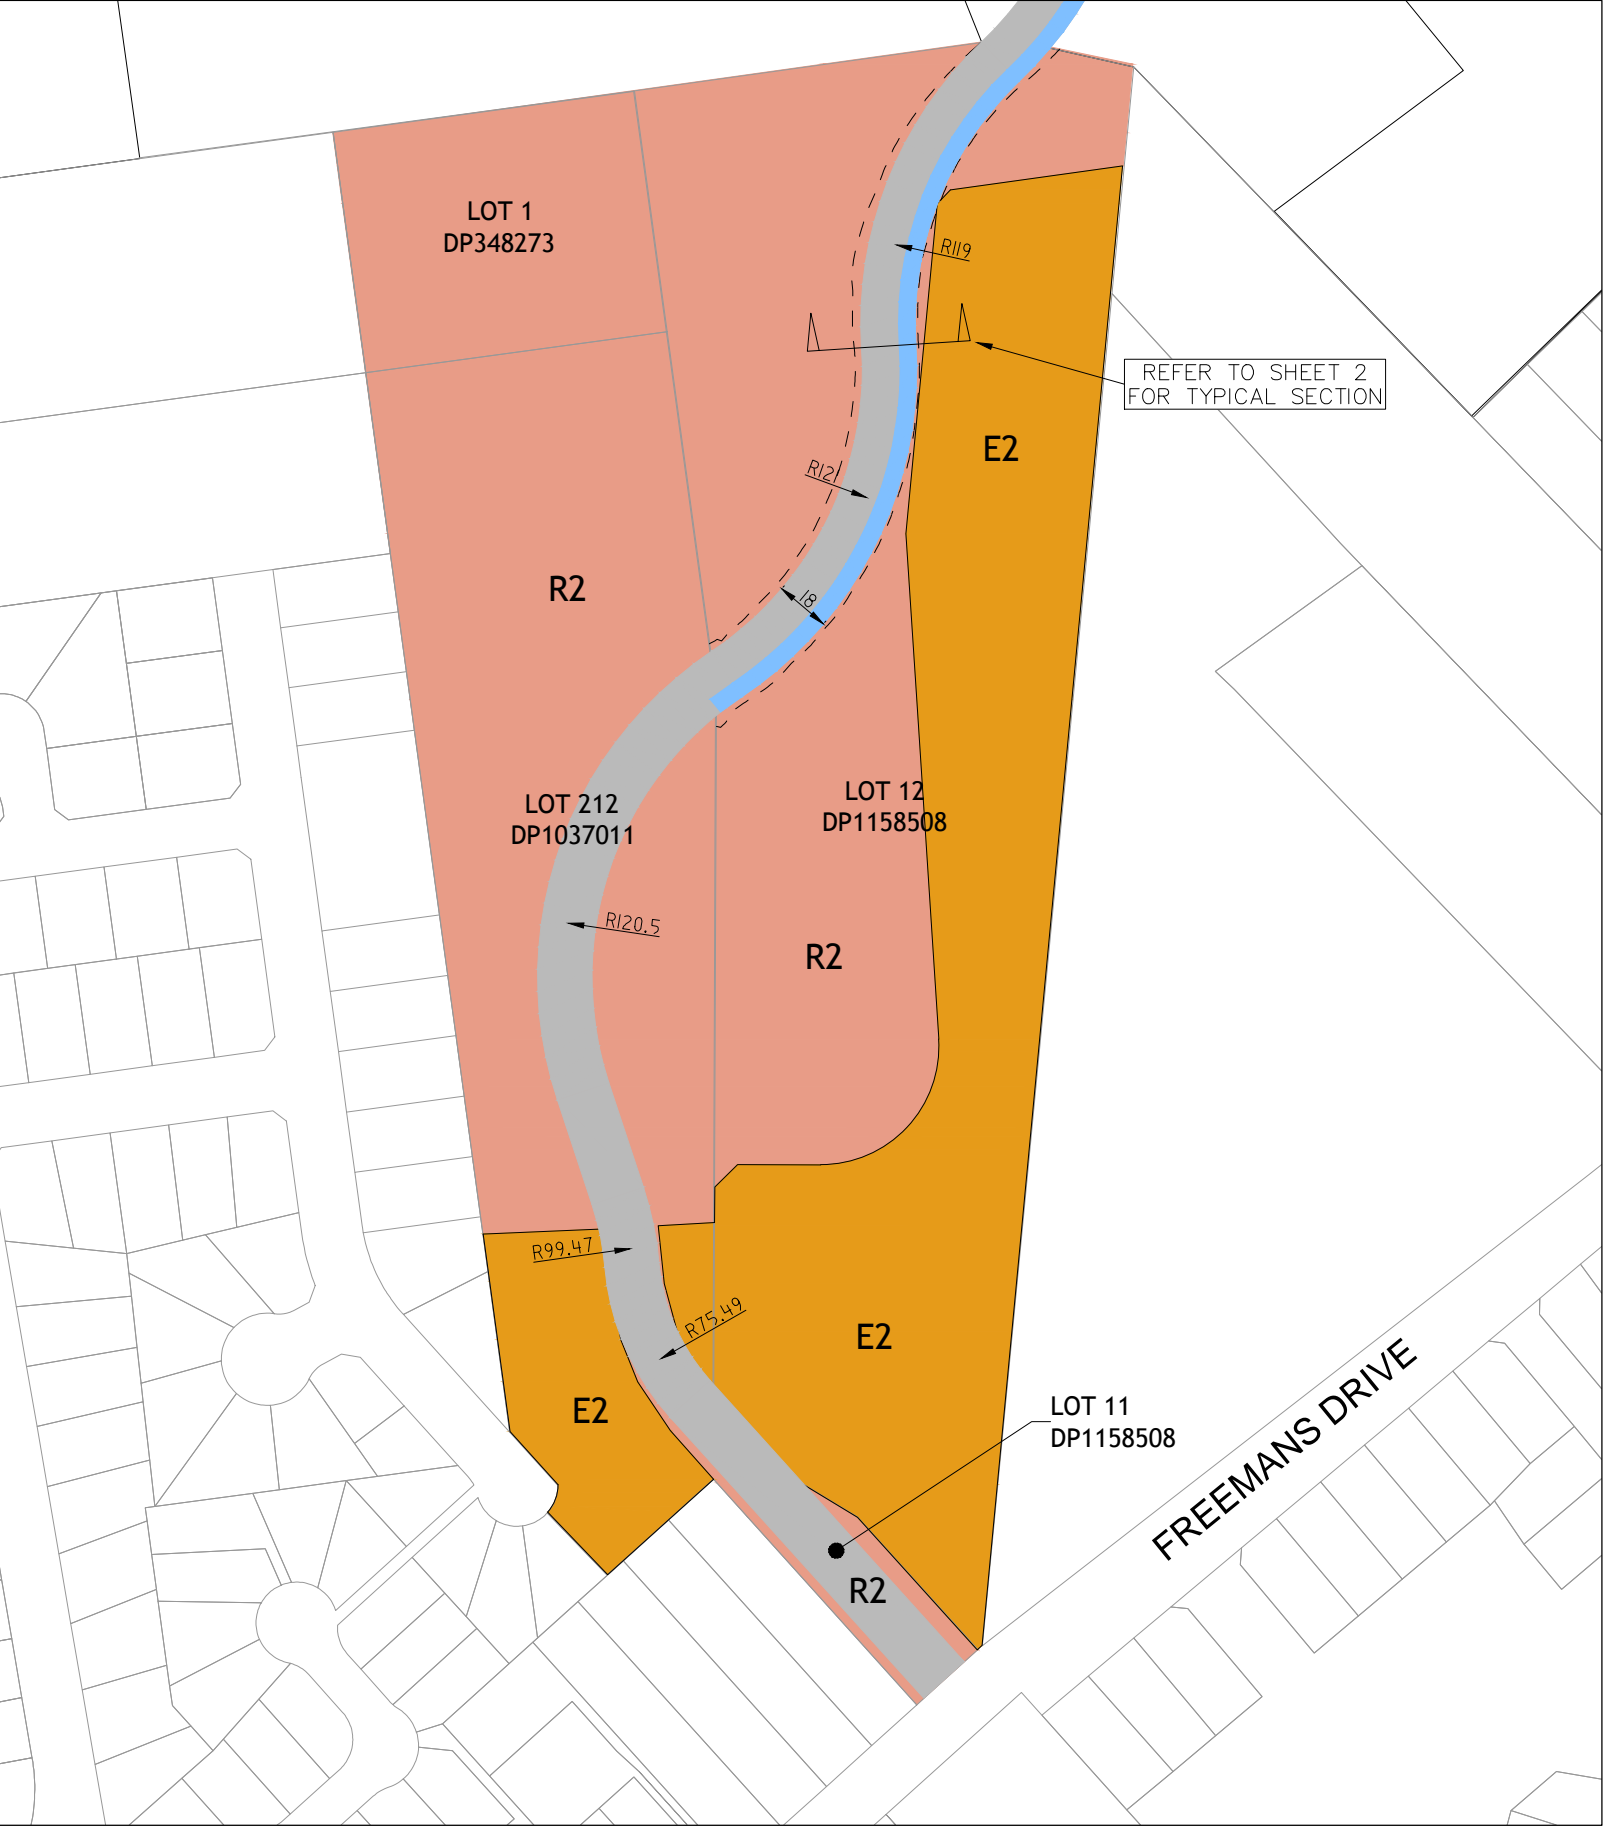 LOT 1
DP348273
R119
REFER TO SHEET 2
FOR TYPICAL SECTION
E2
R121
R2
18
LOT 212
DP1037011
LOT 12
DP1158508
R120.5
R2
R99.47
R75.49
E2
E2
LOT 11
DP1158508
FREEMANS DRIVE
R2